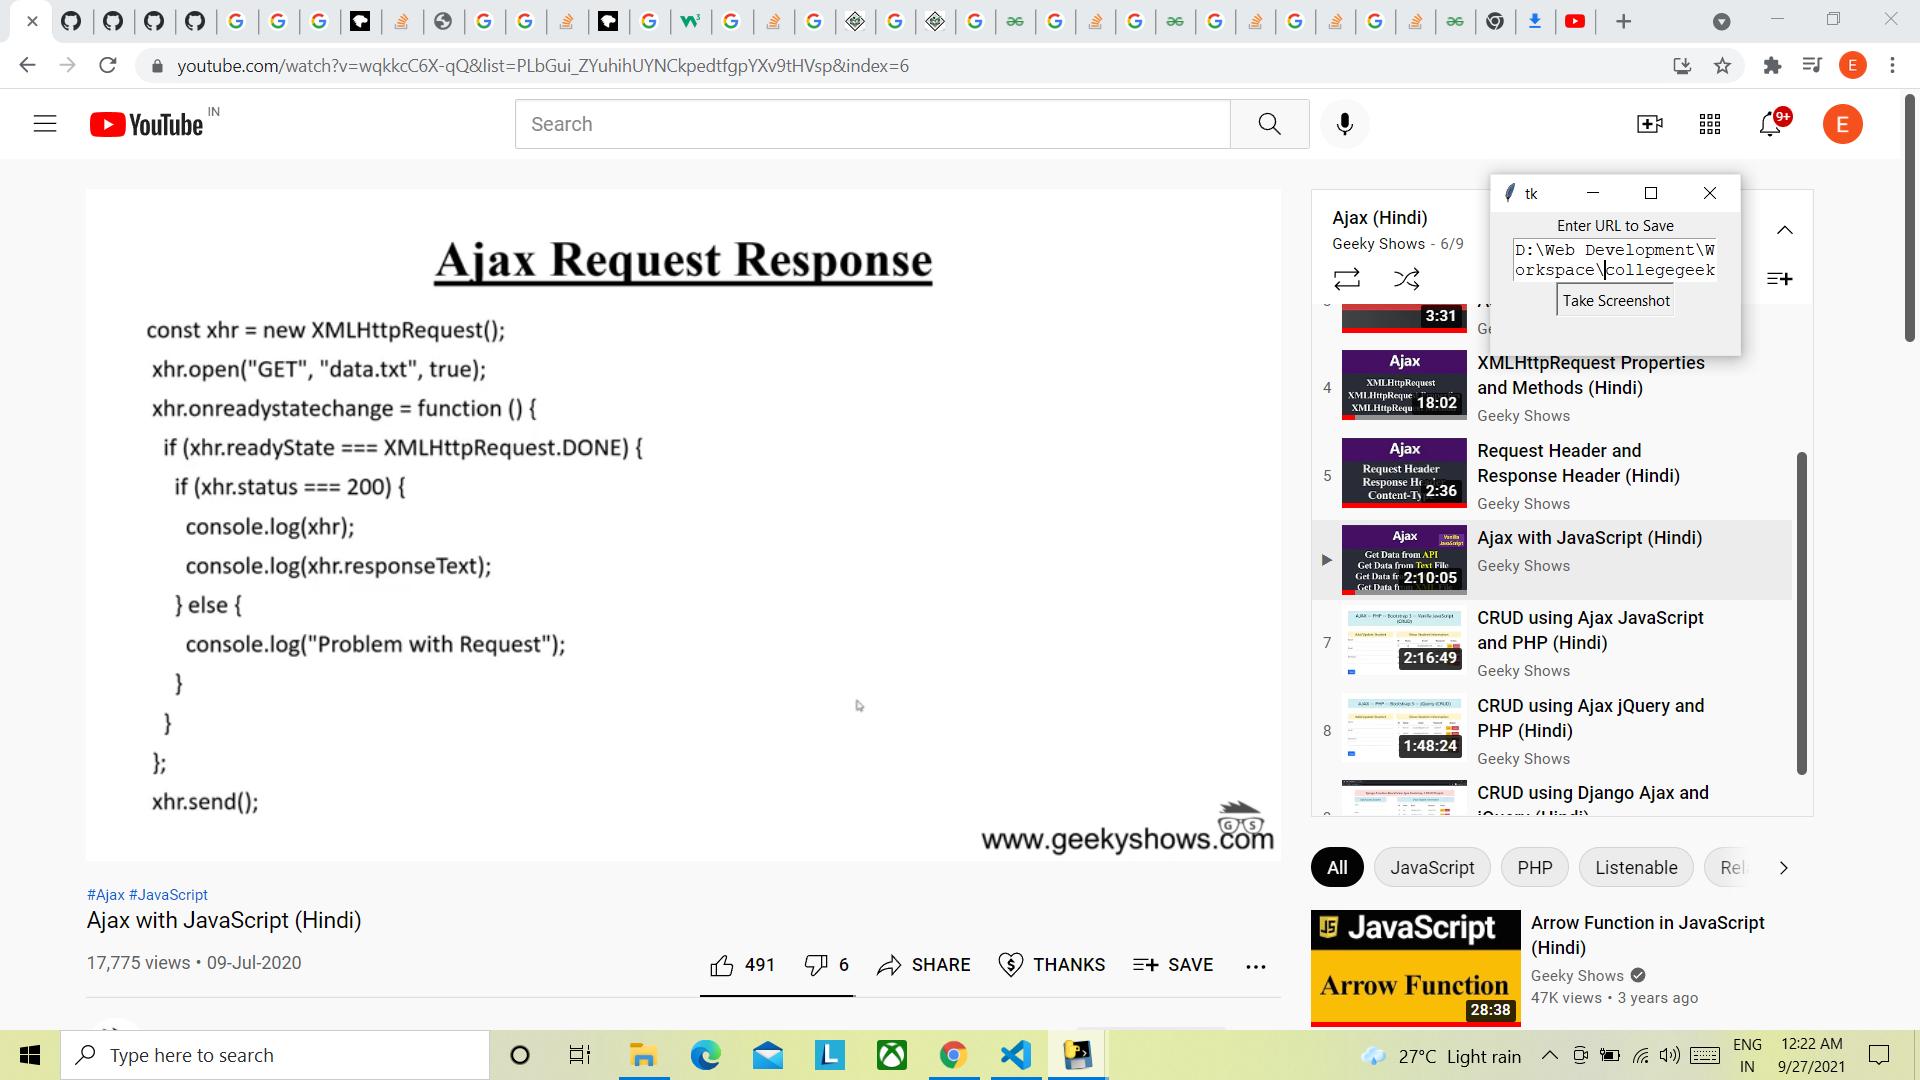 youtube.com/watch?v=wqkkcC6X-qQ&list=PLbGui_ZYuhihUYNCkpedtfgpYXv9tHVsp&index=6
E
YouTube IN
Search
9+
E
Ajax Request Response
const xhr = new XMLHttpRequest();
xhr.open("GET", "data.txt", true);
xhr.onreadystatechange = function () {
if (xhr.readyState === XMLHttpRequest.DONE) {
if (xhr.status === 200) {
console.log(xhr);
console.log(xhr.responseText);
} else {
console.log("Problem with Request");
}
}
};
xhr.send();
G S
www.geekyshows.com
#Ajax #JavaScript
Ajax with JavaScript (Hindi)
17,775 views • 09-Jul-2020
491
6
SHARE
THANKS
SAVE
tk
Enter URL to Save
D:\Web Development\W
orkspace\collegegeek
Take Screenshot
Ajax (Hindi)
Geeky Shows - 6/9
3:31
4
Ajax
XMLHttpRequest
18:02
XMLHttpRequest Properties
and Methods (Hindi)
Geeky Shows
5
Ajax
Request Header
Response He
Content-Ty
2:36
Request Header and
Response Header (Hindi)
Geeky Shows
Ajax
Vanilla
JavaScript
Get Data from API
Get Data from Text File
2:10:05
Ajax with JavaScript (Hindi)
Geeky Shows
7
2:16:49
CRUD using Ajax JavaScript
and PHP (Hindi)
Geeky Shows
8
1:48:24
CRUD using Ajax jQuery and
PHP (Hindi)
Geeky Shows
CRUD using Django Ajax and
jQuery (Hindi)
All
JavaScript
PHP
Listenable
JS JavaScript
Arrow Function
28:38
Arrow Function in JavaScript
(Hindi)
Geeky Shows
47K views • 3 years ago
Type here to search
L
27°C Light rain
ENG
IN
12:22 AM
9/27/2021